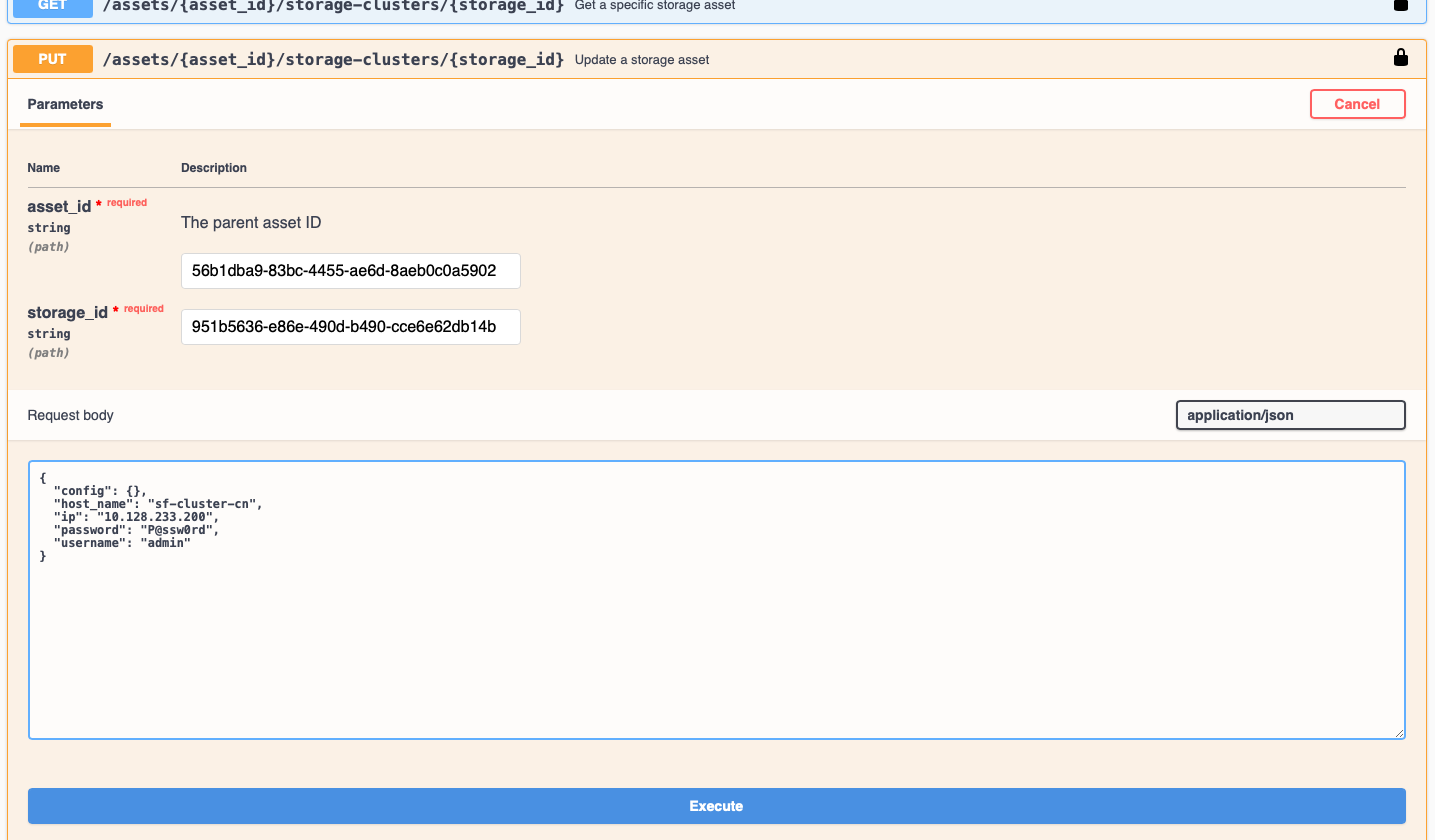 GET /assets/{asset_id}/storage-clusters/{storage_id} Get a specific storage asset
PUT /assets/{asset_id}/storage-clusters/{storage_id} Update a storage asset
Parameters
Cancel
Name Description
asset_id * required
string
(path)
The parent asset ID
56b1dba9-83bc-4455-ae6d-8aeb0c0a5902
storage_id * required
string
(path)
951b5636-e86e-490d-b490-cce6e62db14b
Request body
application/json
{
  "config": {},
  "host_name": "sf-cluster-cn",
  "ip": "10.128.233.200",
  "password": "P@ssw0rd",
  "username": "admin"
}
Execute